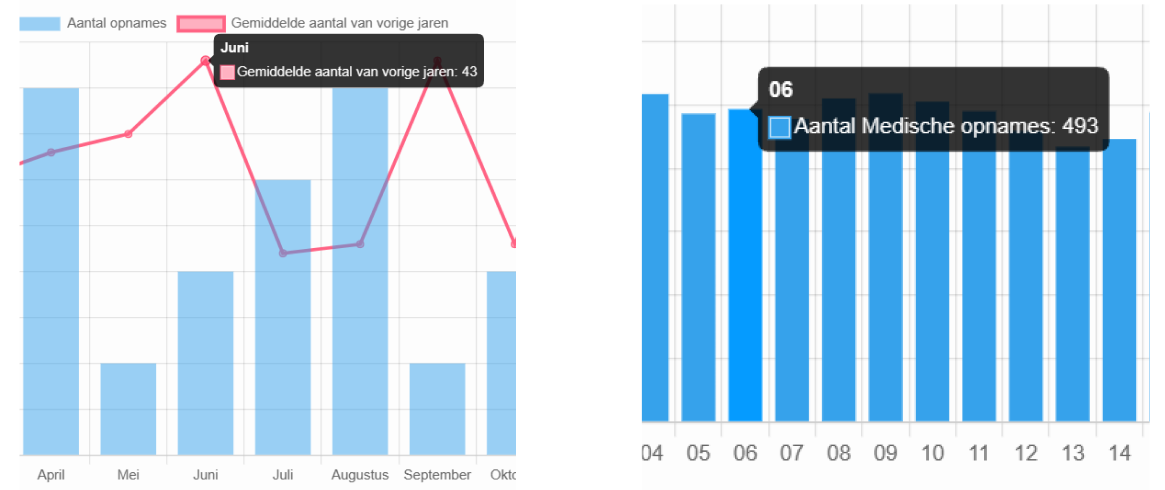 Aantal opnames Gemiddelde aantal van vorige jaren
Juni
Gemiddelde aantal van vorige jaren: 43
April Mei Juni Juli Augustus September Okto
06
Aantal Medische opnames: 493
04 05 06 07 08 09 10 11 12 13 14